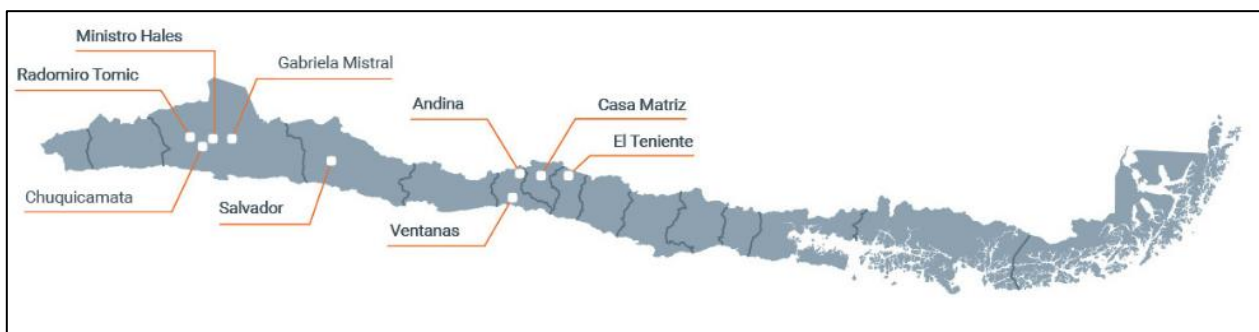 Ministro Hales
Gabriela Mistral
Radomiro Tomic
Andina
Casa Matriz
El Teniente
Chuquicamata
Salvador
Ventanas